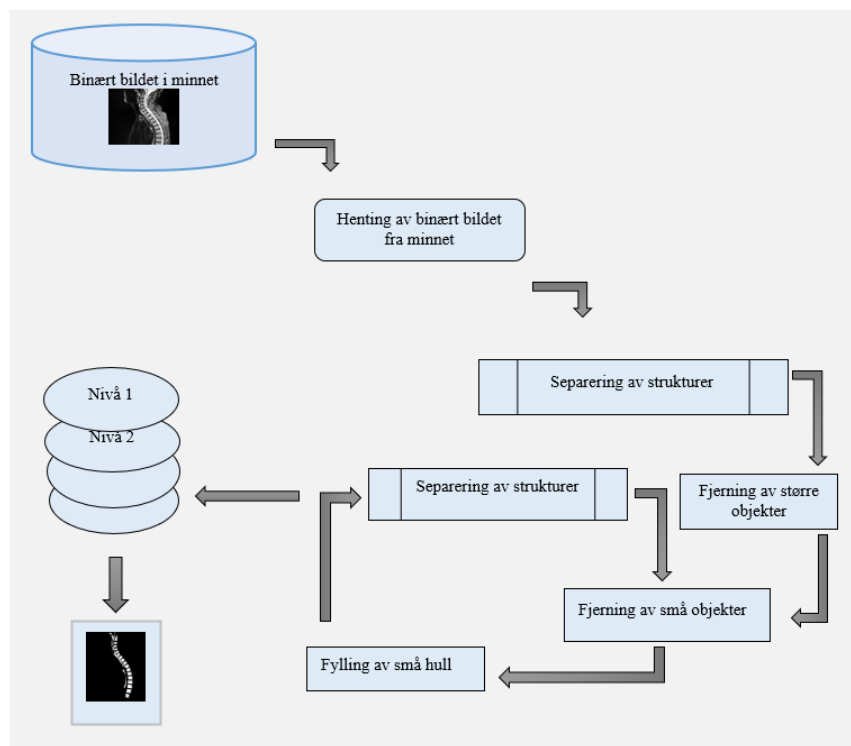 Binært bildet i minnet
Henting av binært bildet
fra minnet
Separering av strukturer
Nivå 1
Nivå 2
Separering av strukturer
Fjerning av større
objekter
Fjerning av små objekter
Fylling av små hull